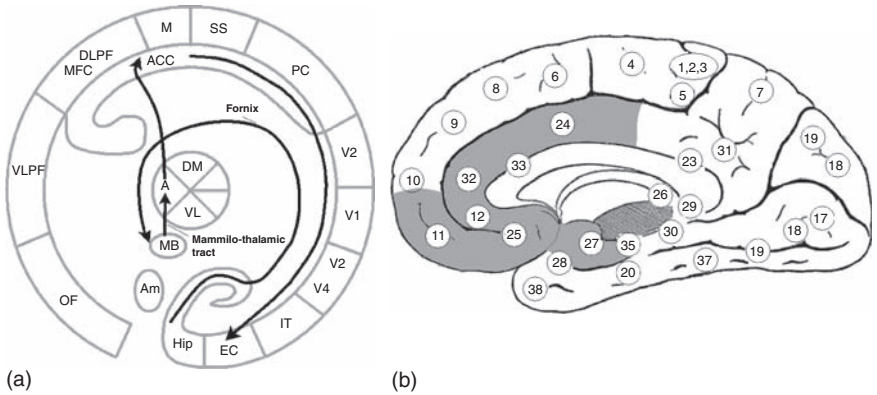 M
SS
DLPF
MFC
ACC
PC
Fornix
VLPF
DM
V2
A
VL
V1
MB
Mammilo-thalamic
tract
V2
Am
V4
OF
IT
Hip
EC
(a)
4
1,2,3
6
8
5
7
9
24
31
19
33
23
18
10
32
26
12
29
17
11
25
27
35
30
18
28
19
20
37
38
(b)